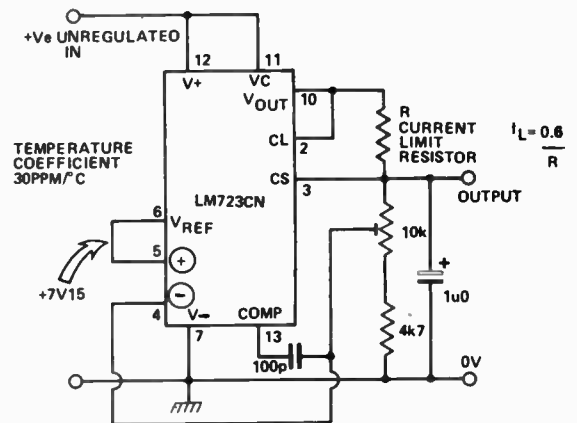 +Ve UNREGULATED
IN
12
11
V+
VC
VOUT
10
R
CURRENT
LIMIT
RESISTOR
IL=0.6
R
CL
2
TEMPERATURE
COEFFICIENT
30PPM/°C
CS
3
OUTPUT
LM723CN
6
VREF
10k
5
+
+
+7V15
−
1u0
4
V−
COMP
4k7
7
13
100p
0V